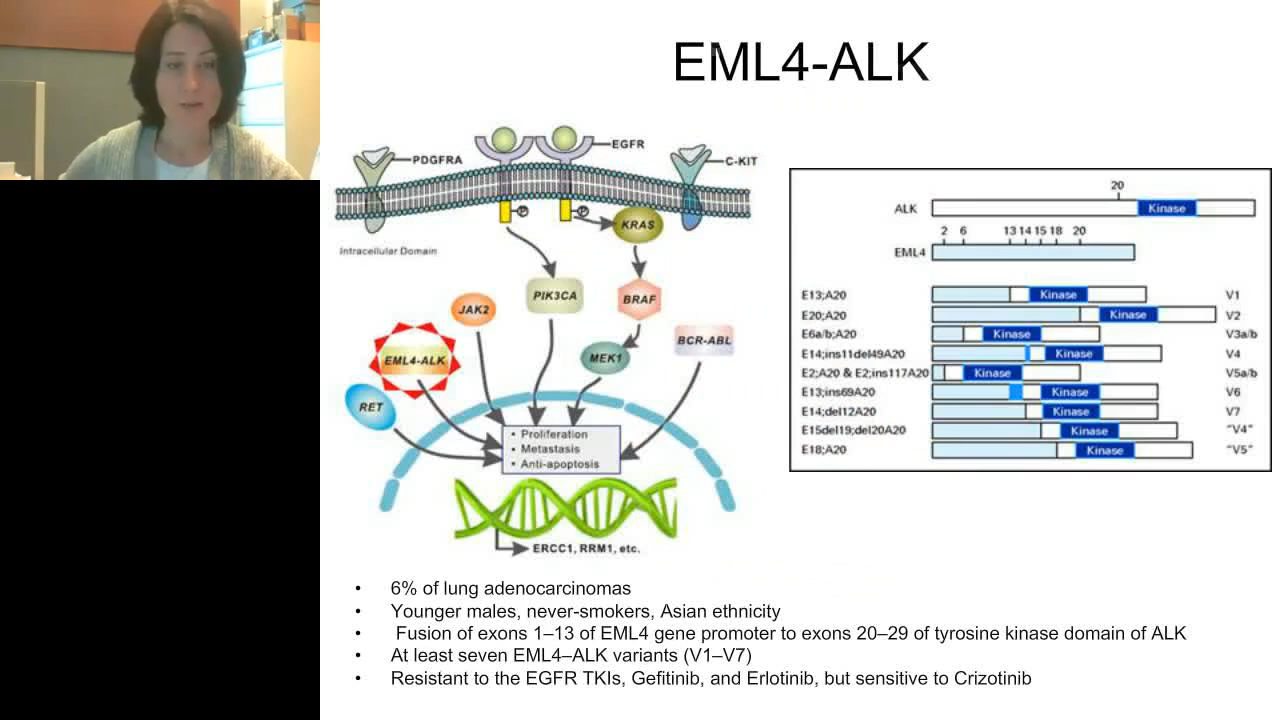 EML4-ALK
PDGFRA
EGFR
C-KIT
P
P
KRAS
Intracellular Domain
PIK3CA
BRAF
JAK2
BCR-ABL
MEK1
EML4-ALK
RET
• Proliferation
• Metastasis
• Anti-apoptosis
ERCC1, RRM1, etc.
20
ALK Kinase
2 6 13 14 15 18 20
EML4
E13;A20 Kinase V1
E20;A20 Kinase V2
E6a/b;A20 Kinase V3a/b
E14;ins11del49A20 Kinase V4
E2;A20 & E2;ins117A20 Kinase V5a/b
E13;ins69A20 Kinase V6
E14;del12A20 Kinase V7
E15del19;del20A20 Kinase "V4"
E18;A20 Kinase "V5"
• 6% of lung adenocarcinomas
• Younger males, never-smokers, Asian ethnicity
• Fusion of exons 1–13 of EML4 gene promoter to exons 20–29 of tyrosine kinase domain of ALK
• At least seven EML4–ALK variants (V1–V7)
• Resistant to the EGFR TKIs, Gefitinib, and Erlotinib, but sensitive to Crizotinib